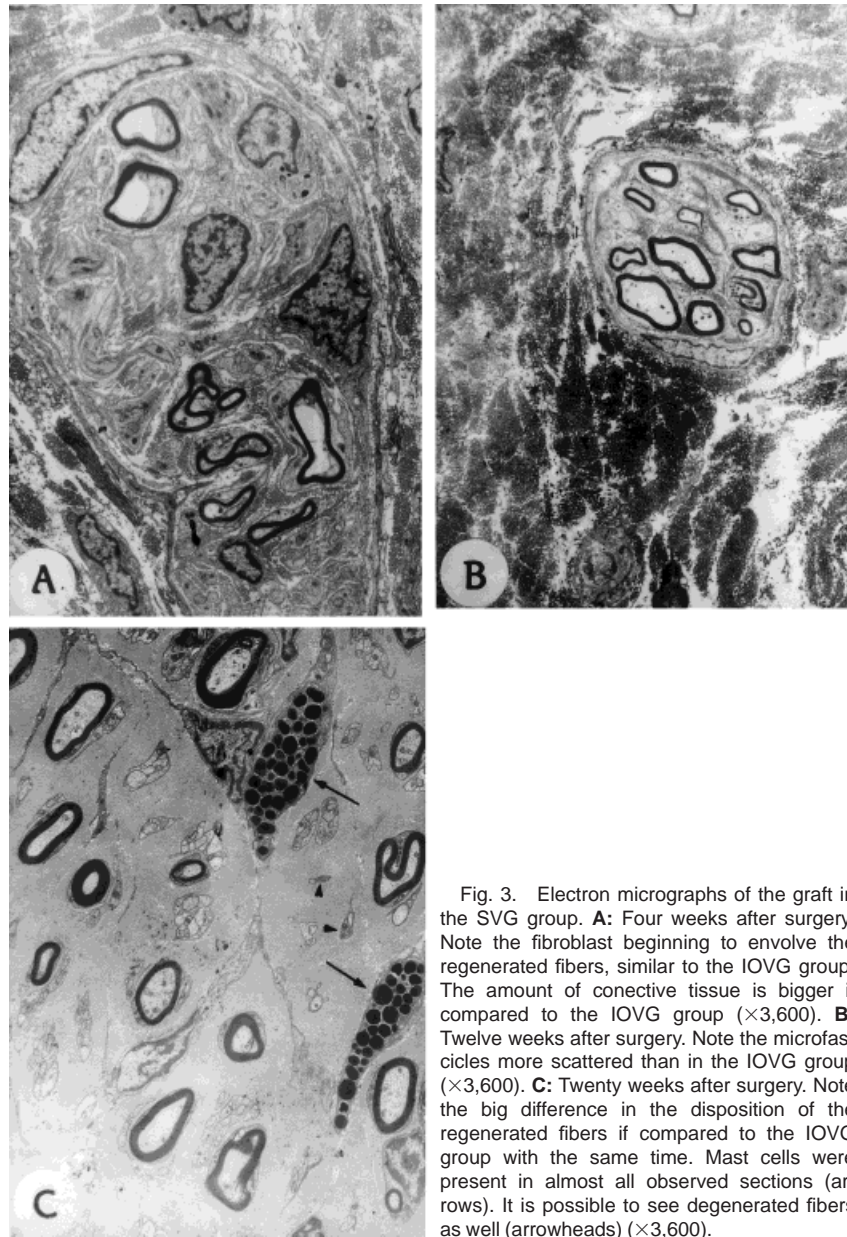 A
B
C
Fig. 3. Electron micrographs of the graft in
the SVG group. A: Four weeks after surgery
Note the fibroblast beginning to envolve the
regenerated fibers, similar to the IOVG group
The amount of conective tissue is bigger i
compared to the IOVG group (×3,600). B
Twelve weeks after surgery. Note the microfas
cicles more scattered than in the IOVG group
(×3,600). C: Twenty weeks after surgery. Note
the big difference in the disposition of the
regenerated fibers if compared to the IOVG
group with the same time. Mast cells were
present in almost all observed sections (ar
rows). It is possible to see degenerated fibers
as well (arrowheads) (×3,600).